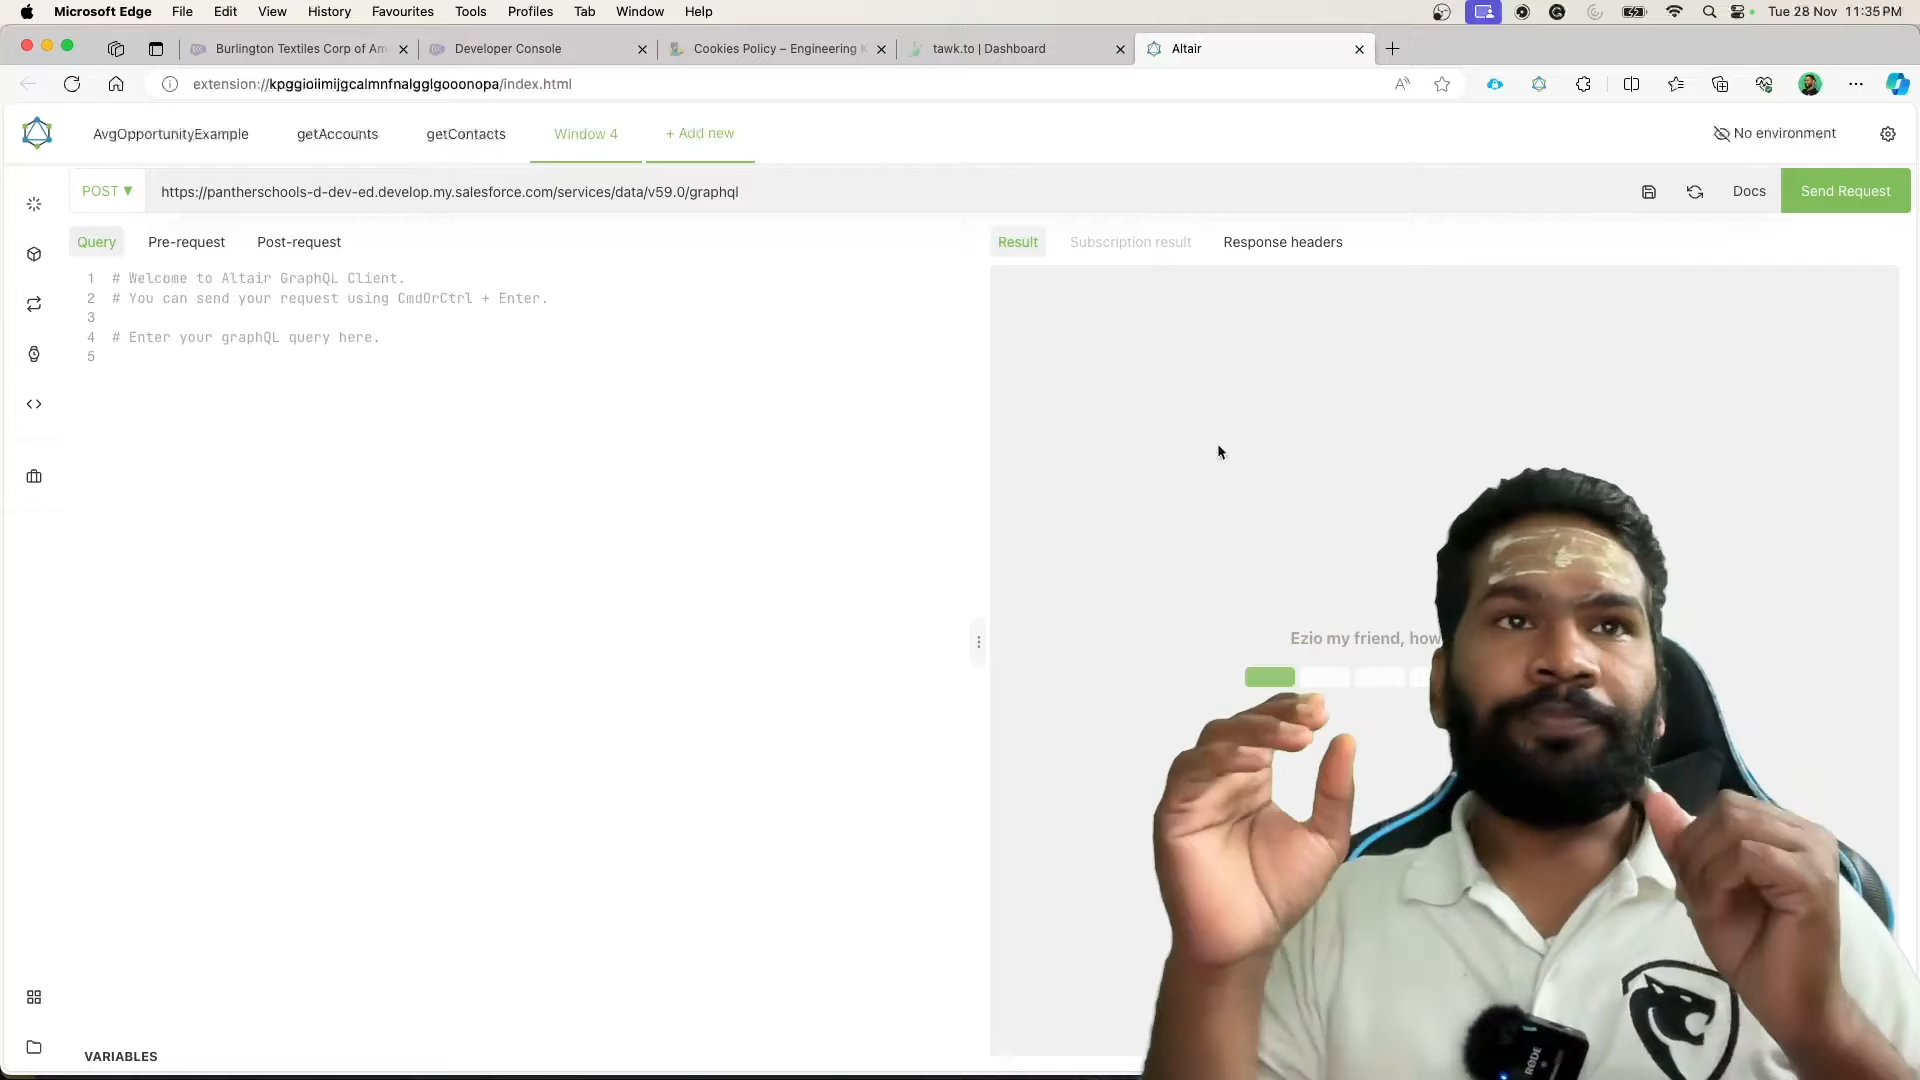 Microsoft Edge File Edit View History Favourites Tools Profiles Tab Window Help Tue 28 Nov 11:35 PM
Burlington Textiles Corp of Am Developer Console Cookies Policy – Engineering tawk.to | Dashboard Altair
extension://kpggioiimijgcalmnfnalgglgooonopa/index.html
AvgOpportunityExample getAccounts getContacts Window 4 + Add new No environment
POST https://pantherschools-d-dev-ed.develop.my.salesforce.com/services/data/v59.0/graphql Docs Send Request
Query Pre-request Post-request Result Subscription result Response headers
1 # Welcome to Altair GraphQL Client.
2 # You can send your request using CmdOrCtrl + Enter.
3
4 # Enter your graphQL query here.
5
Ezio my friend, how
VARIABLES
RODE